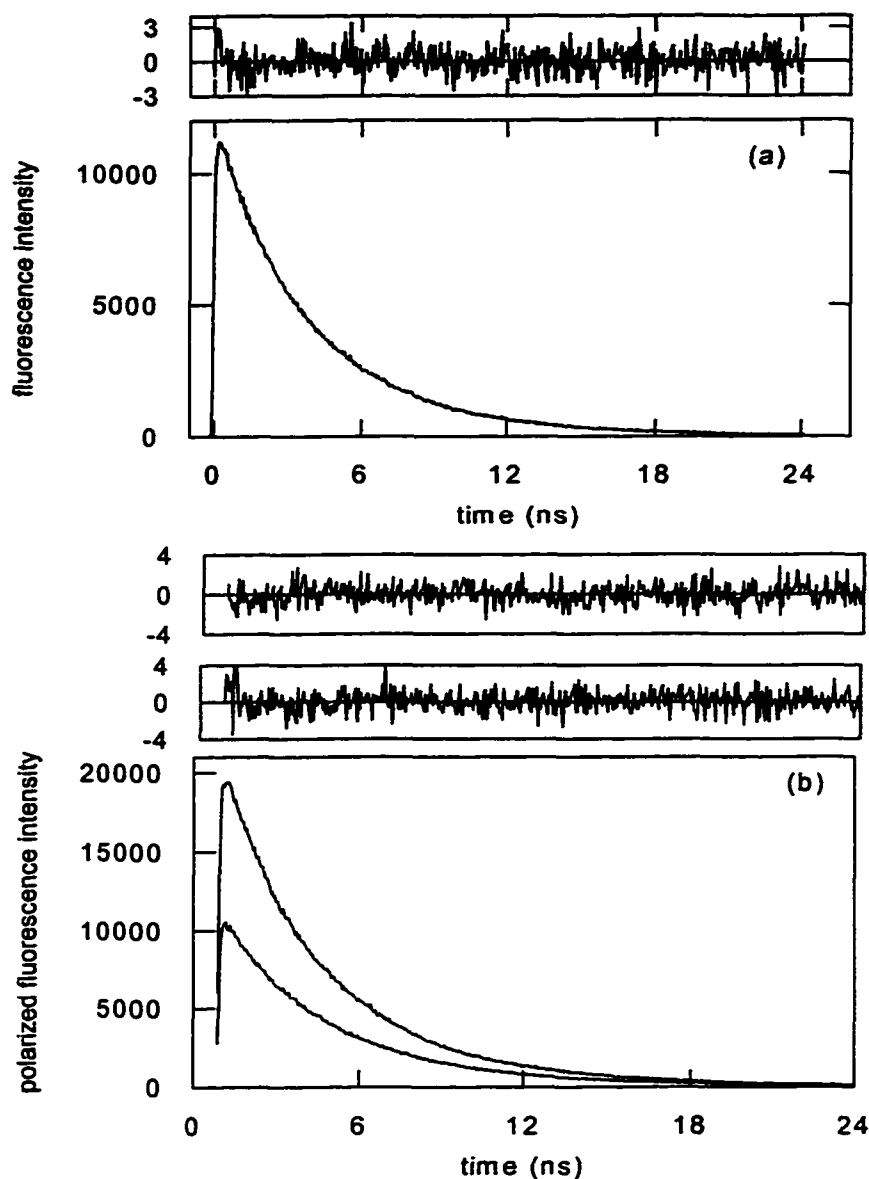 3
0
-3
(a)
10000
5000
0
fluorescence intensity
0 6 12 18 24
time (ns)
4
0
-4
4
0
-4
(b)
20000
15000
10000
5000
0
polarized fluorescence intensity
0 6 12 18 24
time (ns)